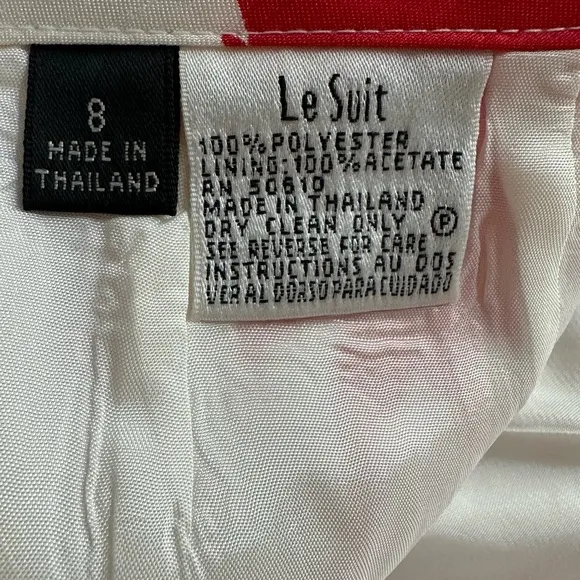 8
MADE IN
THAILAND
Le Suit
100% POLYESTER
LINING: 100% ACETATE
RN 50610
MADE IN THAILAND
DRY CLEAN ONLY Ⓟ
SEE REVERSE FOR CARE
INSTRUCTIONS AU DOS
VER AL DORSO PARA CUIDADO